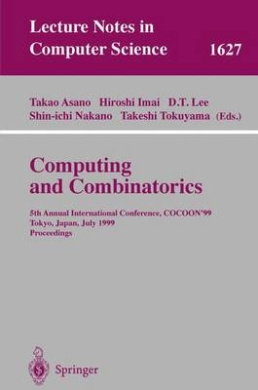 Lecture Notes in
Computer Science 1627
Takao Asano Hiroshi Imai D.T. Lee
Shin-ichi Nakano Takeshi Tokuyama (Eds.)
Computing
and Combinatorics
5th Annual International Conference, COCOON'99
Tokyo, Japan, July 1999
Proceedings
Springer